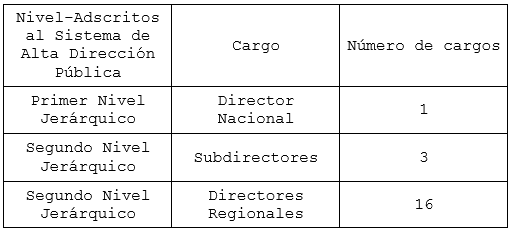 Nivel-Adscritos
al Sistema de
Alta Dirección
Pública
Cargo
Número de cargos
Primer Nivel
Jerárquico
Director
Nacional
1
Segundo Nivel
Jerárquico
Subdirectores
3
Segundo Nivel
Jerárquico
Directores
Regionales
16